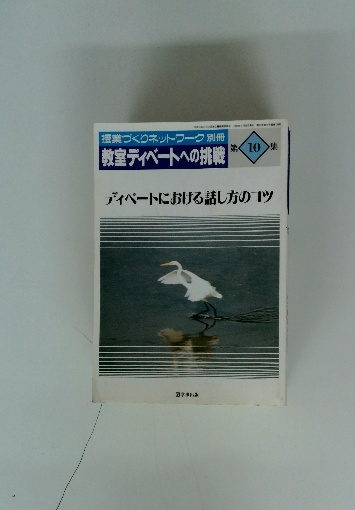 授業づくりネットワーク別冊
教室ディベートへの挑戦
第10集
ディベートにおける話し方のコツ